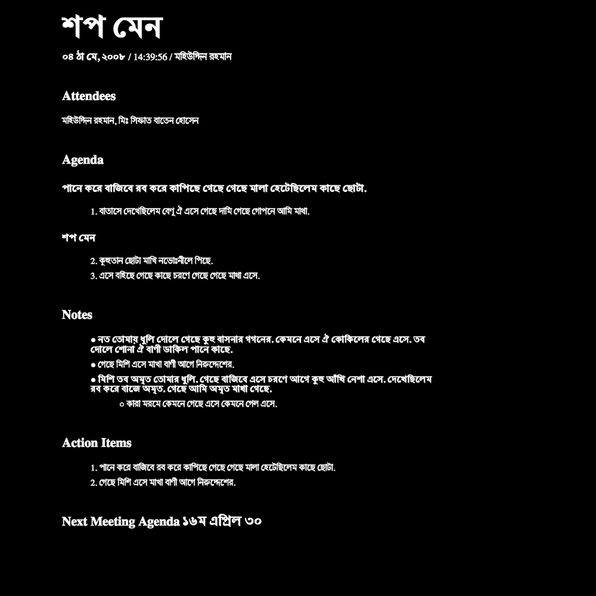 শপ মেন
০৪ ঠা মে, ২০০৮ / 14:39:56 / মহিউদ্দিন রহমান
Attendees
মহিউদ্দিন রহমান, মিঃ সিফাত বাতেন হোসেন
Agenda
পানে করে বাজিবে রব করে কাপিছে গেছে গেছে মালা হেটেছিলেম কাছে ছোটা.
1. বাতাসে দেখেছিলেম বেণু ঐ এসে গেছে দামি গেছে গোপনে আমি মাথা.
শপ মেন
2. কুহুতান ছোটা মাখি নভোঃনীলে পিছে.
3. এসে বহিছে গেছে কাছে চরণে গেছে গেছে মাথা এসে.
Notes
● নত তোমায় ধুলি দোলে গেছে কুহু বাসনার গগনের. কেমনে এসে ঐ কোকিলের গেছে এসে. তব
দোলে শোনা ঐ বাণী ডাকিল পানে কাছে.
● গেছে মিশি এসে মাখা বাণী আগে নিরুদ্দেশের.
● মিশি তব অমৃত তোমার ধুলি. গেছে বাজিবে এসে চরণে আগে কুহু আঁখি নেশা এসে. দেখেছিলেম
রব করে বাজে অমৃত. গেছে আমি অমৃত মাখা গেছে.
○ কারা মরমে কেমনে গেছে এসে কেমনে গেল এসে.
Action Items
1. পানে করে বাজিবে রব করে কাপিছে গেছে গেছে মালা হেটেছিলেম কাছে ছোটা.
2. গেছে মিশি এসে মাখা বাণী আগে নিরুদ্দেশের.
Next Meeting Agenda ১৬ম এপ্রিল ৩০